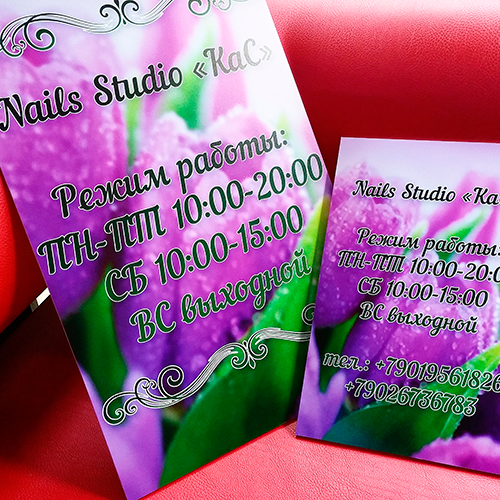 Nails Studio «КаС»
Режим работы:
ПН-ПТ 10:00-20:00
СБ 10:00-15:00
ВС выходной
Nails Studio
Режим работы:
ПН-ПТ 10:00-20:
СБ 10:00-15:00
ВС выходной
тел.: +7901956182
+79026736783